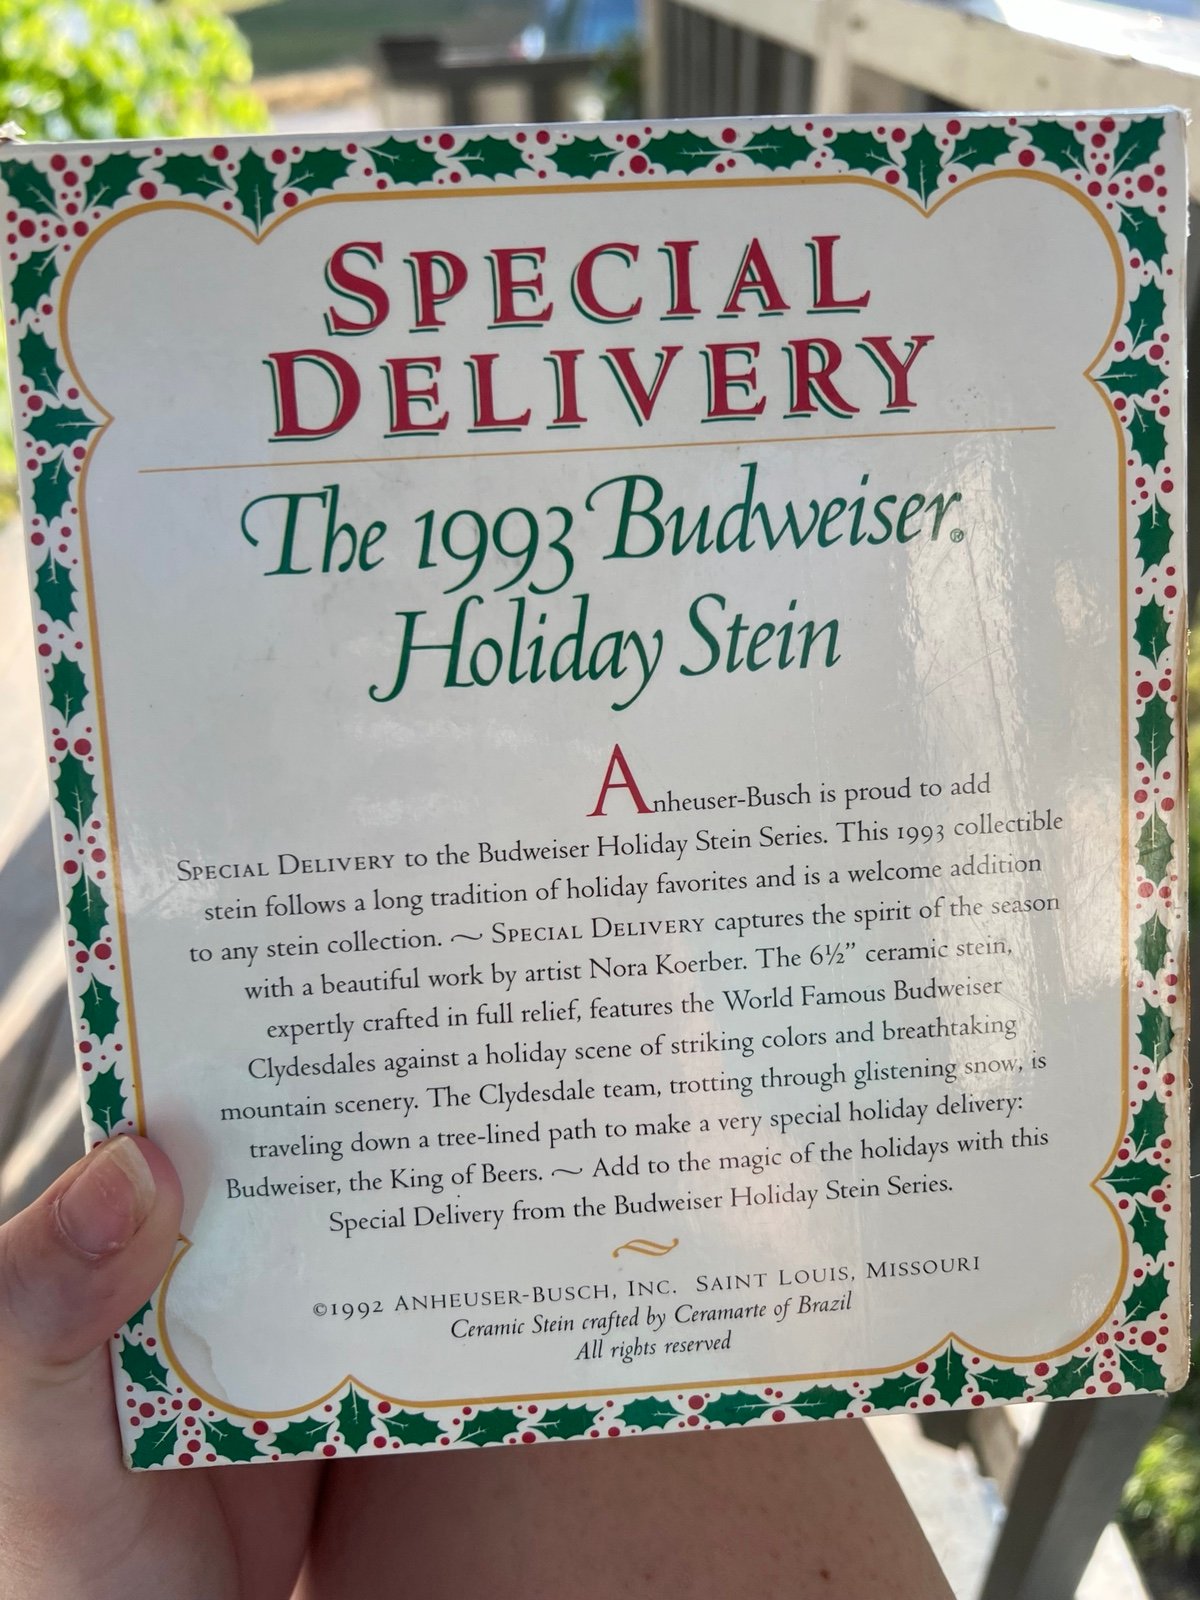 SPECIAL
DELIVERY
The 1993 Budweiser®
Holiday Stein
Anheuser-Busch is proud to add
SPECIAL DELIVERY to the Budweiser Holiday Stein Series. This 1993 collectible
stein follows a long tradition of holiday favorites and is a welcome addition
to any stein collection. ~ SPECIAL DELIVERY captures the spirit of the season
with a beautiful work by artist Nora Koerber. The 6½” ceramic stein,
expertly crafted in full relief, features the World Famous Budweiser
Clydesdales against a holiday scene of striking colors and breathtaking
mountain scenery. The Clydesdale team, trotting through glistening snow, is
traveling down a tree-lined path to make a very special holiday delivery:
Budweiser, the King of Beers. ~ Add to the magic of the holidays with this
Special Delivery from the Budweiser Holiday Stein Series.
©1992 ANHEUSER-BUSCH, INC. SAINT LOUIS, MISSOURI
Ceramic Stein crafted by Ceramarte of Brazil
All rights reserved